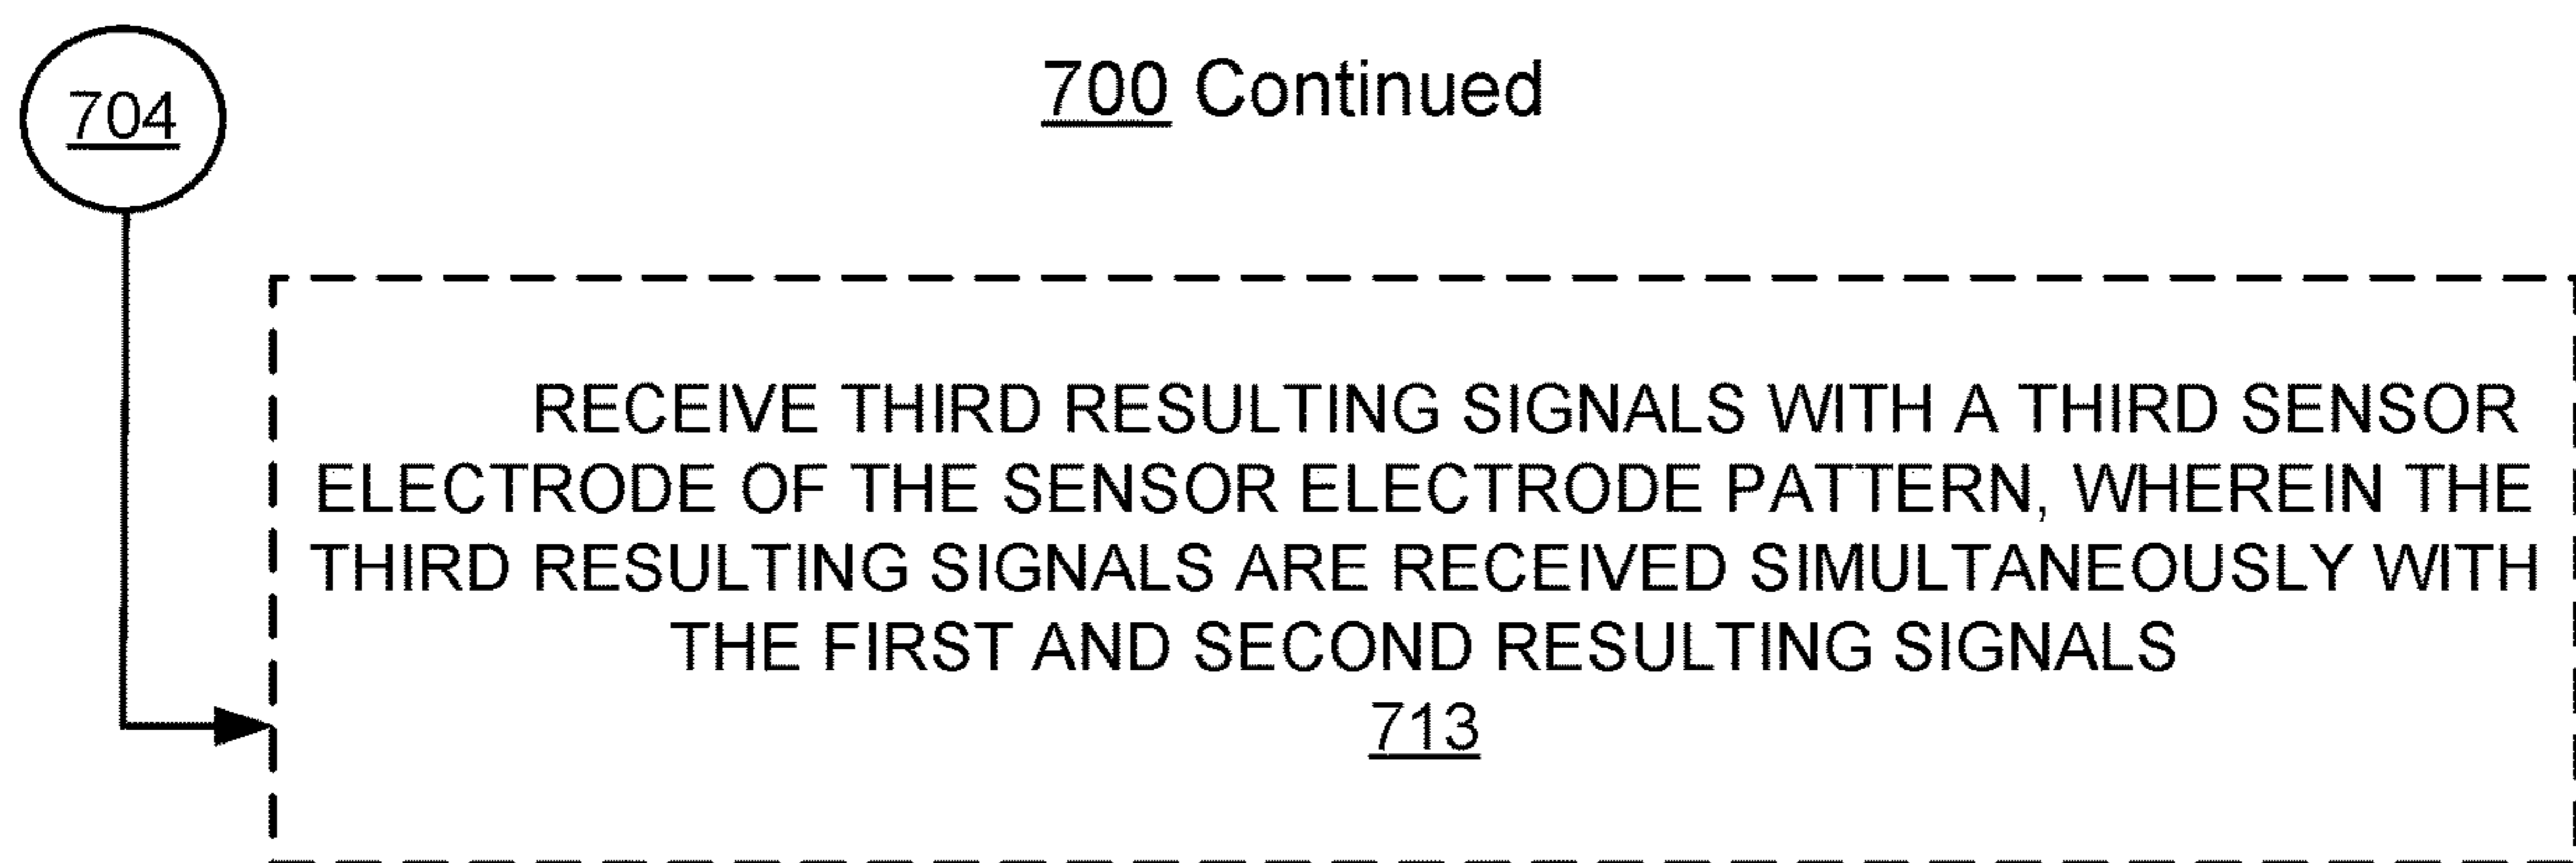 704
700 Continued
RECEIVE THIRD RESULTING SIGNALS WITH A THIRD SENSOR
ELECTRODE OF THE SENSOR ELECTRODE PATTERN, WHEREIN THE
THIRD RESULTING SIGNALS ARE RECEIVED SIMULTANEOUSLY WITH
THE FIRST AND SECOND RESULTING SIGNALS
713